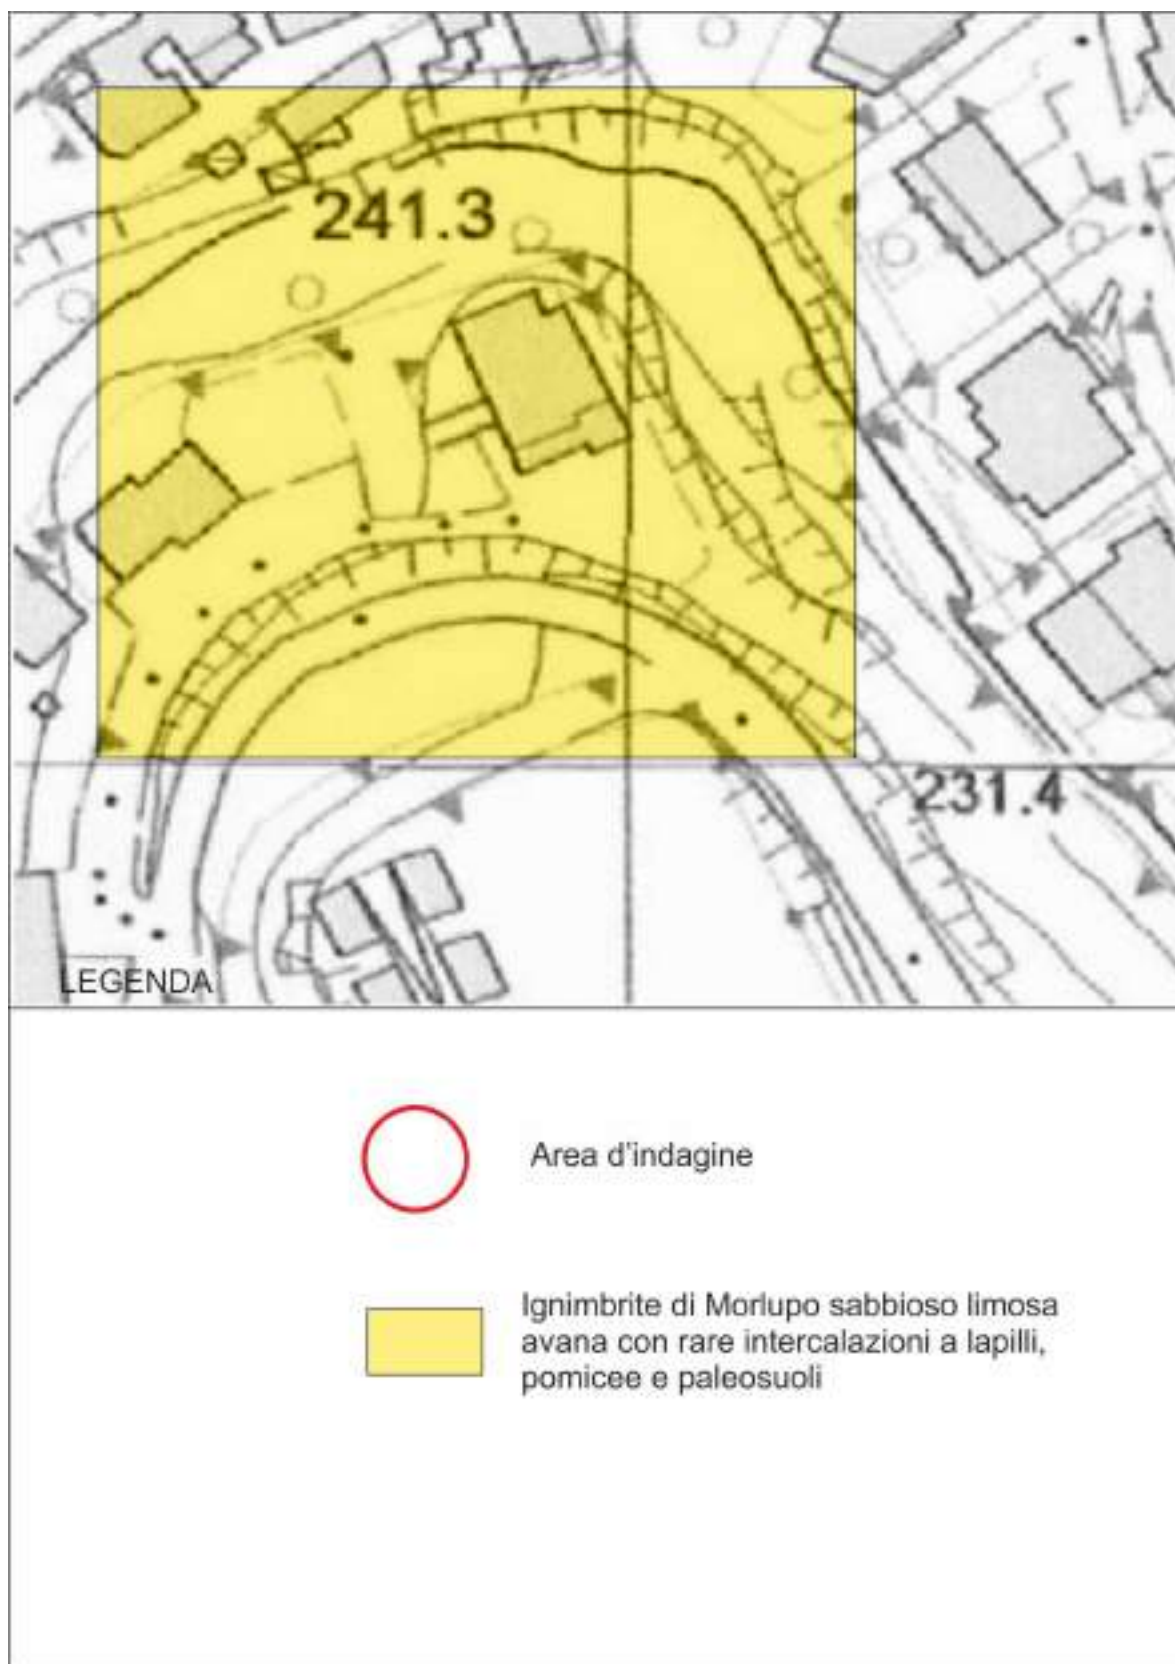 241.3
231.4
LEGENDA
Area d'indagine
Ignimbrite di Morlupo sabbioso limosa
avana con rare intercalazioni a lapilli,
pomicee e paleosuoli